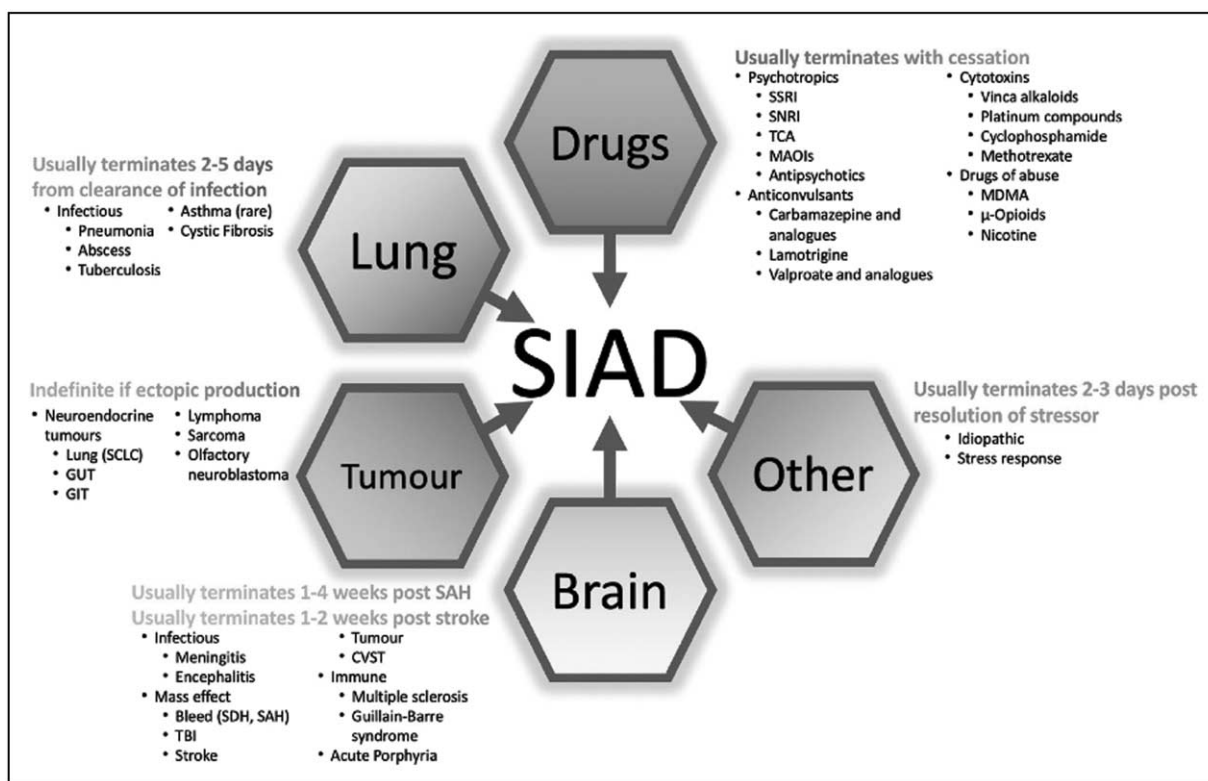 Usually terminates with cessation
• Psychotropics
• SSRI
• SNRI
• TCA
• MAOIs
• Antipsychotics
• Anticonvulsants
• Carbamazepine and
analogues
• Lamotrigine
• Valproate and analogues
• Cytotoxins
• Vinca alkaloids
• Platinum compounds
• Cyclophosphamide
• Methotrexate
• Drugs of abuse
• MDMA
• µ-Opioids
• Nicotine
Drugs
Usually terminates 2-5 days
from clearance of infection
• Infectious
• Pneumonia
• Abscess
• Tuberculosis
• Asthma (rare)
• Cystic Fibrosis
Lung
SIAD
Indefinite if ectopic production
• Neuroendocrine
tumours
• Lung (SCLC)
• GUT
• GIT
• Lymphoma
• Sarcoma
• Olfactory
neuroblastoma
Tumour
Usually terminates 2-3 days post
resolution of stressor
• Idiopathic
• Stress response
Other
Brain
Usually terminates 1-4 weeks post SAH
Usually terminates 1-2 weeks post stroke
• Infectious
• Meningitis
• Encephalitis
• Mass effect
• Bleed (SDH, SAH)
• TBI
• Stroke
• Tumour
• CVST
• Immune
• Multiple sclerosis
• Guillain-Barre
syndrome
• Acute Porphyria